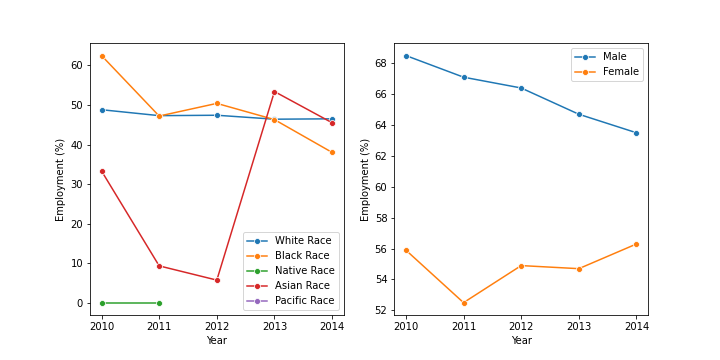 Employment (%)
60
50
40
30
20
10
0
2010 2011 2012 2013 2014
Year
White Race
Black Race
Native Race
Asian Race
Pacific Race
Employment (%)
68
66
64
62
60
58
56
54
52
2010 2011 2012 2013 2014
Year
Male
Female